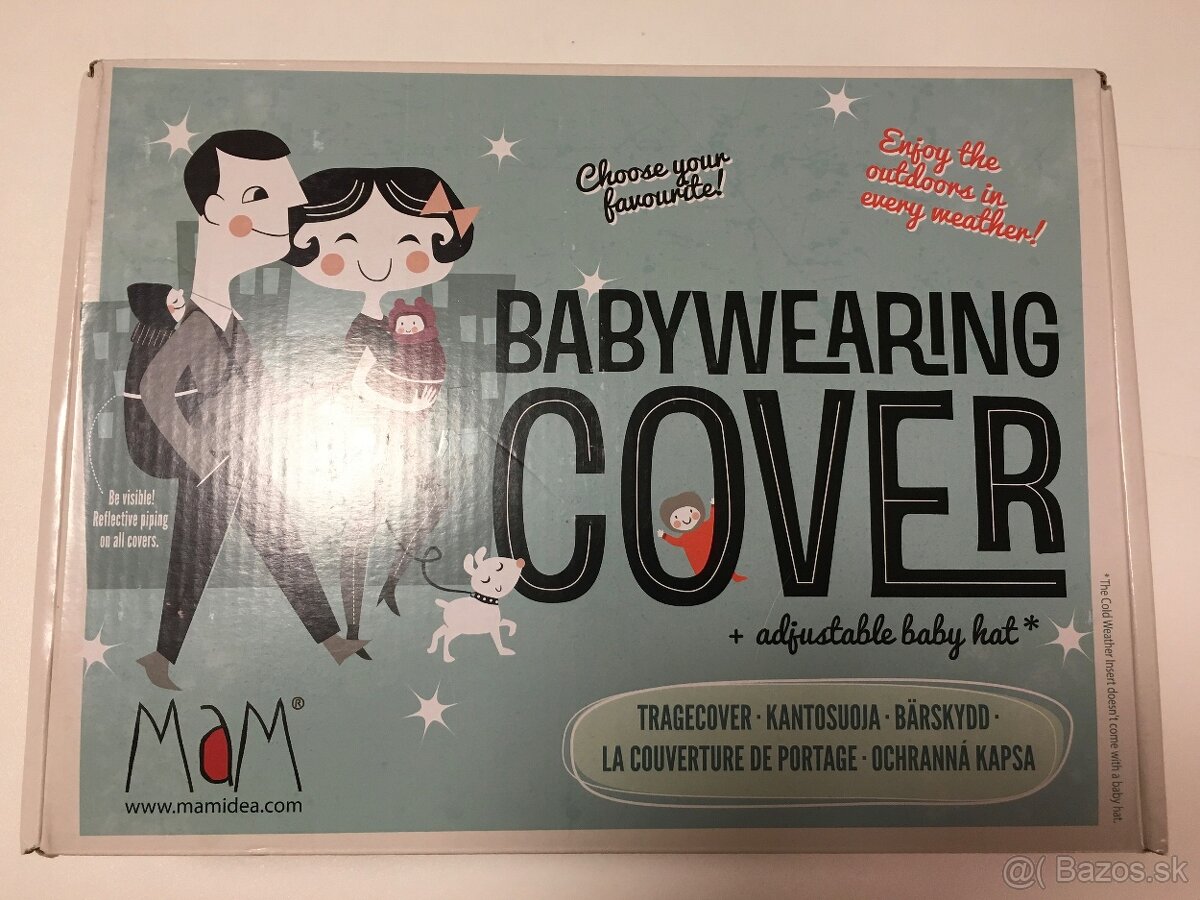 Choose your
favourite!
Enjoy the
outdoors in
every weather!
BABYWEARING
COVER
+ adjustable baby hat*
Be visible!
Reflective piping
on all covers.
MaM®
www.mamidea.com
TRAGECOVER · KANTOSUOJA · BÄRSKYDD ·
LA COUVERTURE DE PORTAGE · OCHRANNÁ KAPSA
*The Cold Weather Insert doesn't come with a baby hat.
@( Bazos.sk